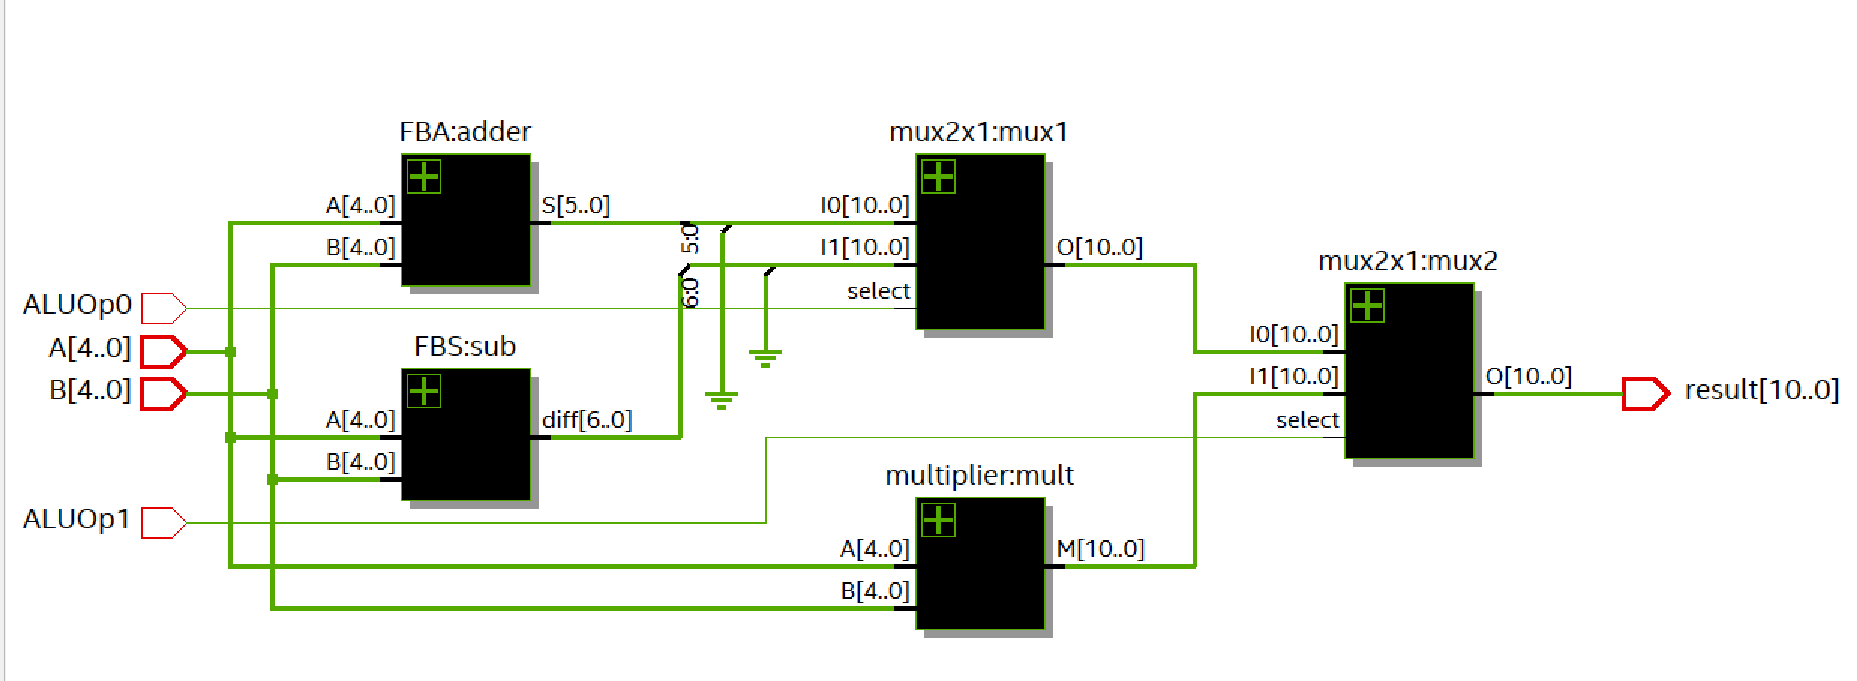 FBA:adder
A[4..0]
B[4..0]
S[5..0]
5:0
6:0
mux2x1:mux1
I0[10..0]
I1[10..0]
select
O[10..0]
mux2x1:mux2
I0[10..0]
I1[10..0]
select
O[10..0]
result[10..0]
ALUOp0
A[4..0]
B[4..0]
FBS:sub
A[4..0]
B[4..0]
diff[6..0]
ALUOp1
multiplier:mult
A[4..0]
B[4..0]
M[10..0]